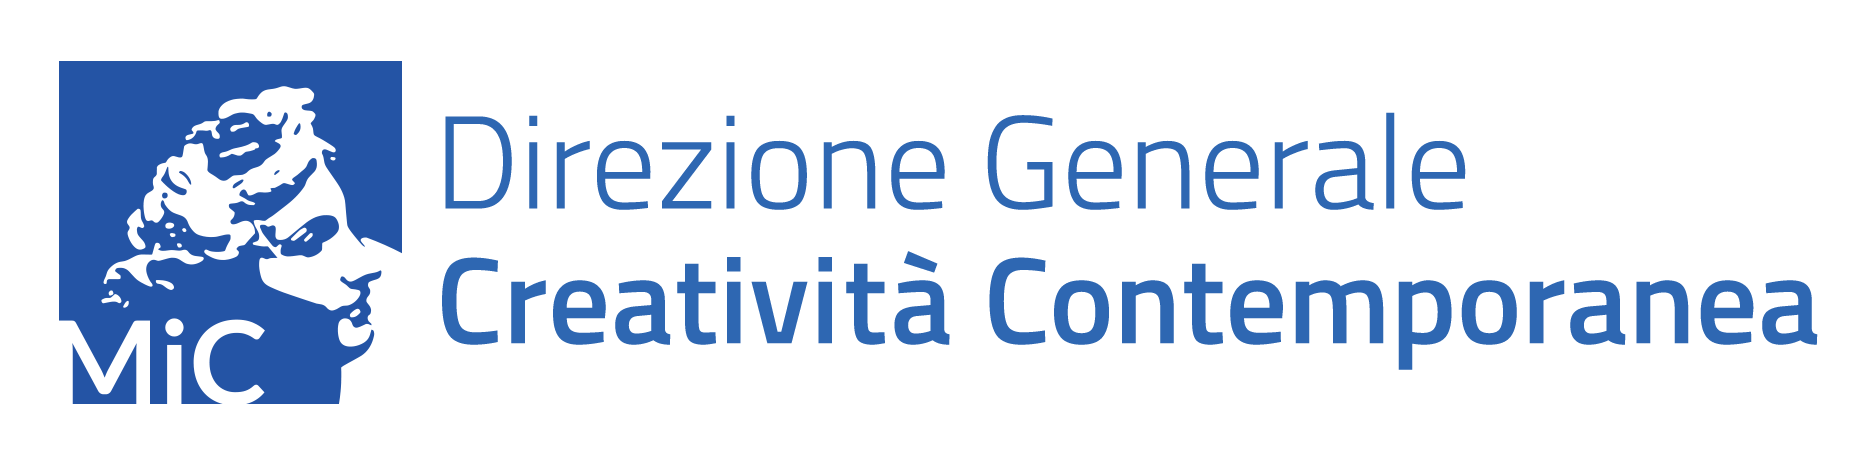 MiC
Direzione Generale
Creatività Contemporanea